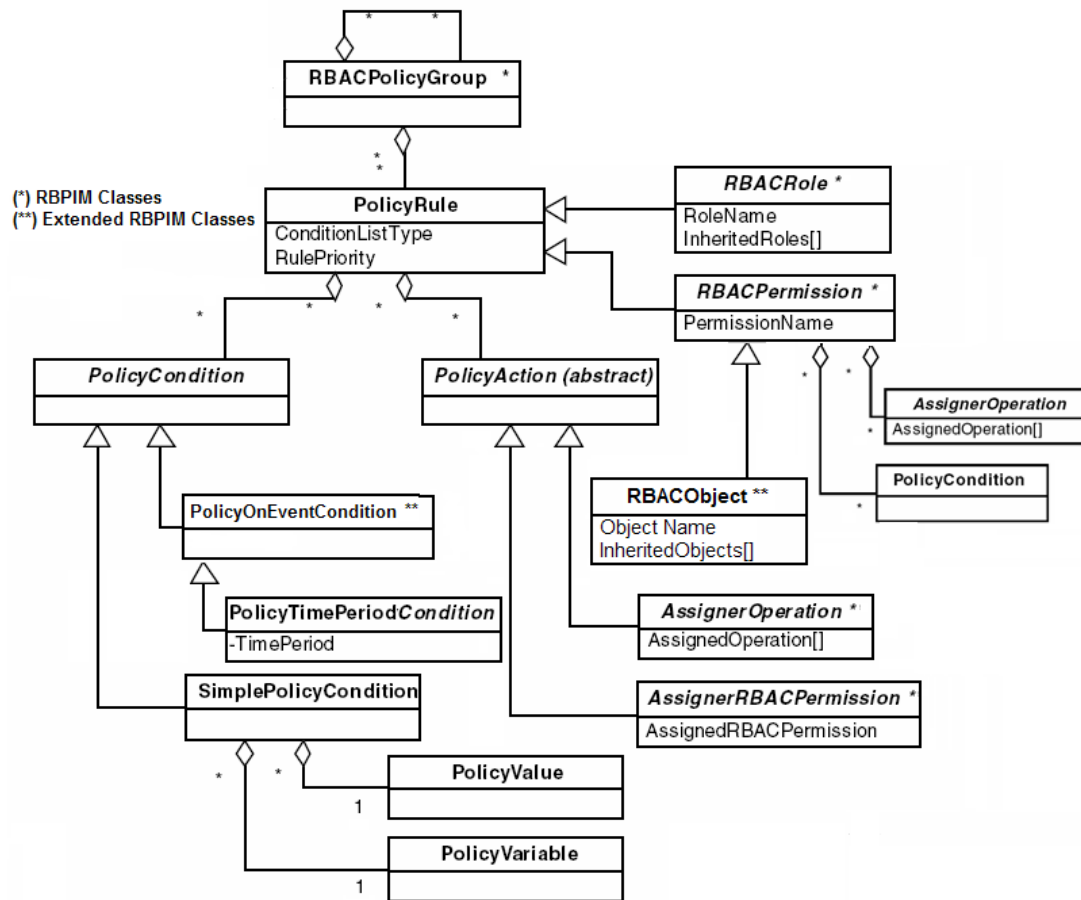 * *
RBACPolicyGroup *
*
*
(*) RBPIM Classes
(**) Extended RBPIM Classes
PolicyRule
ConditionListType
RulePriority
RBACRole *
RoleName
InheritedRoles[]
RBACPermission *
PermissionName
* * * *
PolicyCondition
PolicyAction (abstract)
* *
AssignerOperation
AssignedOperation[]
*
PolicyCondition
*
RBACObject **
Object Name
InheritedObjects[]
PolicyOnEventCondition **
PolicyTimePeriodCondition
-TimePeriod
AssignerOperation *
AssignedOperation[]
SimplePolicyCondition
AssignerRBACPermission *
AssignedRBACPermission
* *
PolicyValue
1
PolicyVariable
1